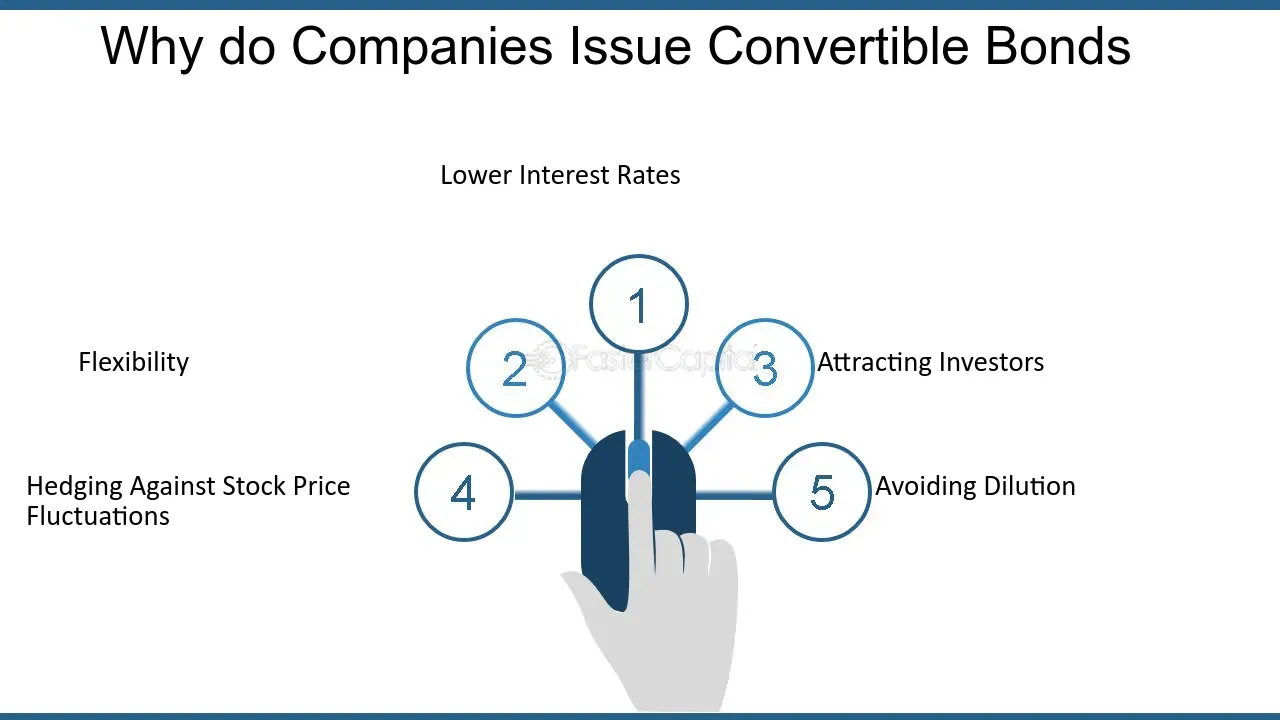 Why do Companies Issue Convertible Bonds
Lower Interest Rates
1
2
FasterCapital
3
Flexibility
Attracting Investors
4
5
Hedging Against Stock Price
Fluctuations
Avoiding Dilution